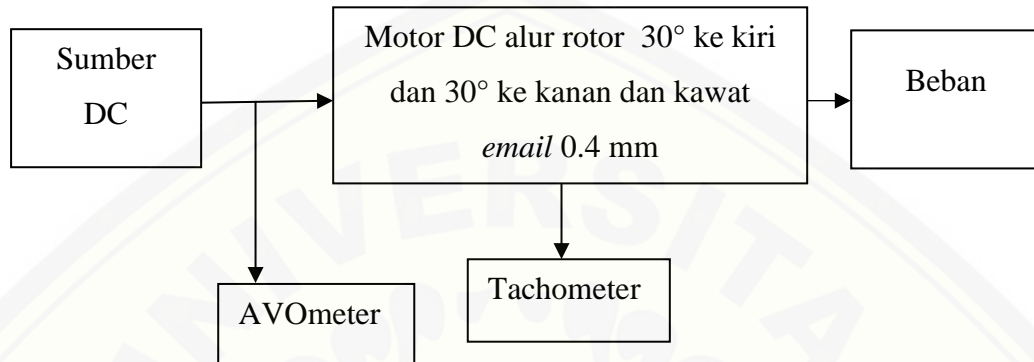 Sumber
DC
Motor DC alur rotor 30° ke kiri
dan 30° ke kanan dan kawat
email 0.4 mm
Beban
AVOmeter
Tachometer
UNIVERSITA